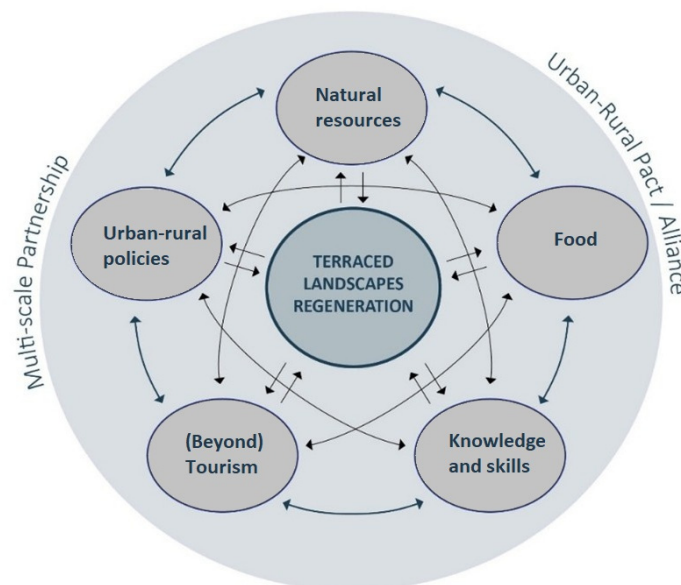 Natural
resources
Urban-Rural Pact / Alliance
Multi-scale Partnership
Urban-rural
policies
Food
TERRACED
LANDSCAPES
REGENERATION
(Beyond)
Tourism
Knowledge
and skills